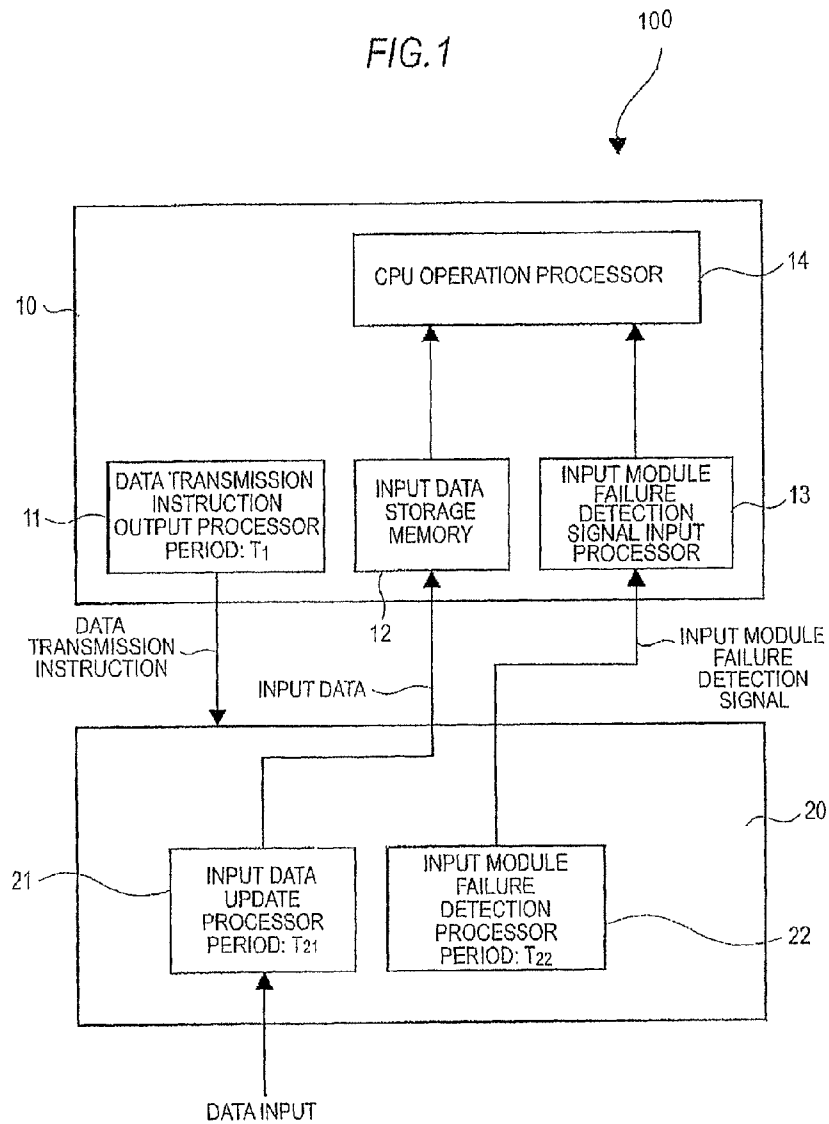 FIG.1
100
CPU OPERATION PROCESSOR
14
10
DATA TRANSMISSION
INSTRUCTION
OUTPUT PROCESSOR
PERIOD: T1
11
INPUT DATA
STORAGE
MEMORY
12
INPUT MODULE
FAILURE
DETECTION
SIGNAL INPUT
PROCESSOR
13
DATA
TRANSMISSION
INSTRUCTION
INPUT DATA
INPUT MODULE
FAILURE
DETECTION
SIGNAL
20
21
INPUT DATA
UPDATE
PROCESSOR
PERIOD: T21
INPUT MODULE
FAILURE
DETECTION
PROCESSOR
PERIOD: T22
22
DATA INPUT